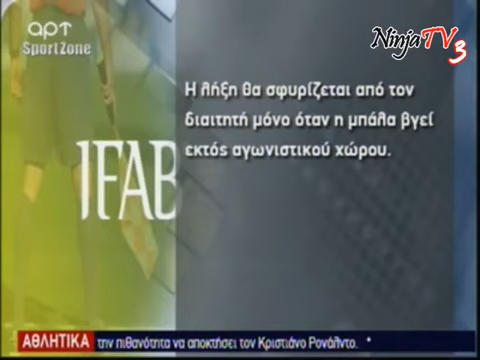 αρτ
SportZone
NinjaTV3
Η λήξη θα σφυρίζεται από τον
διαιτητή μόνο όταν η μπάλα βγεί
εκτός αγωνιστικού χώρου.
IFAB
ΑΘΛΗΤΙΚΑ την πιθανότητα να αποκτήσει τον Κριστιάνο Ρονάλντο. *